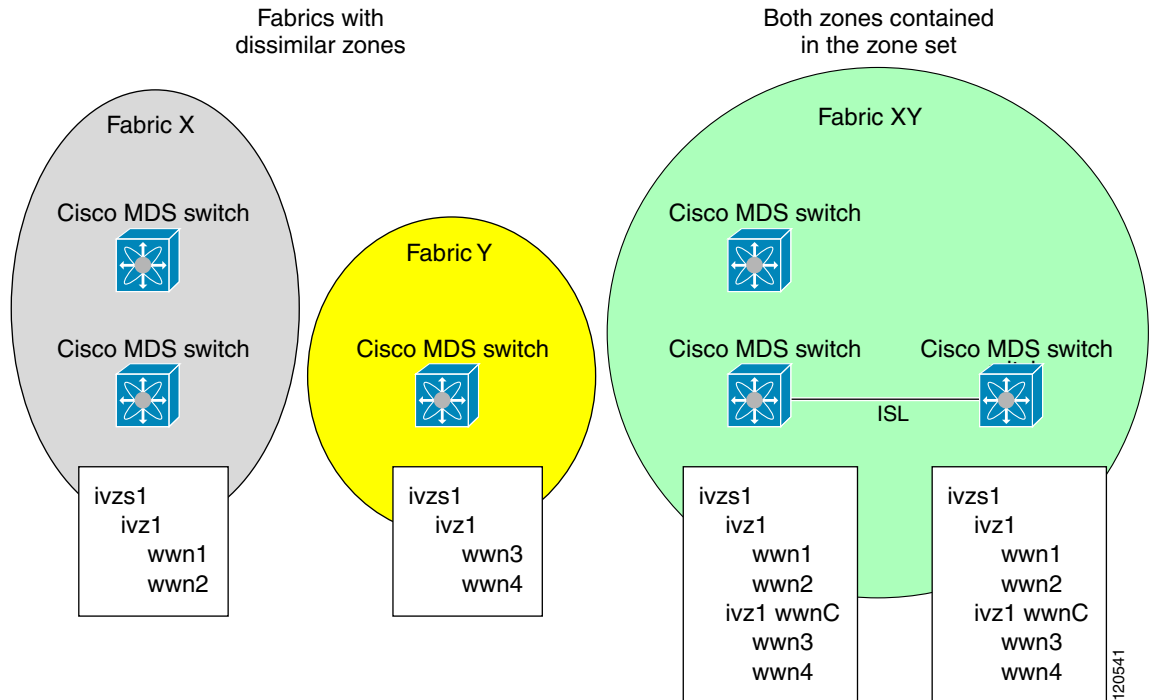 Fabrics with
dissimilar zones
Both zones contained
in the zone set
Fabric X
Cisco MDS switch
Cisco MDS switch
ivzs1
ivz1
wwn1
wwn2
Fabric Y
Cisco MDS switch
ivzs1
ivz1
wwn3
wwn4
Fabric XY
Cisco MDS switch
Cisco MDS switch
Cisco MDS switch
ISL
ivzs1
ivz1
wwn1
wwn2
ivz1 wwnC
wwn3
wwn4
ivzs1
ivz1
wwn1
wwn2
ivz1 wwnC
wwn3
wwn4
120541